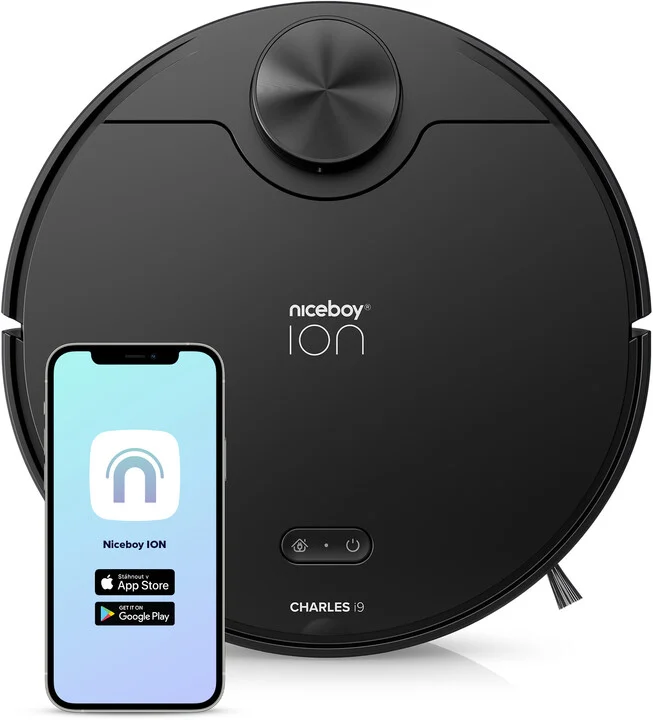 niceboy®
ION
CHARLES i9
Niceboy ION
Stáhnout v
App Store
GET IT ON
Google Play